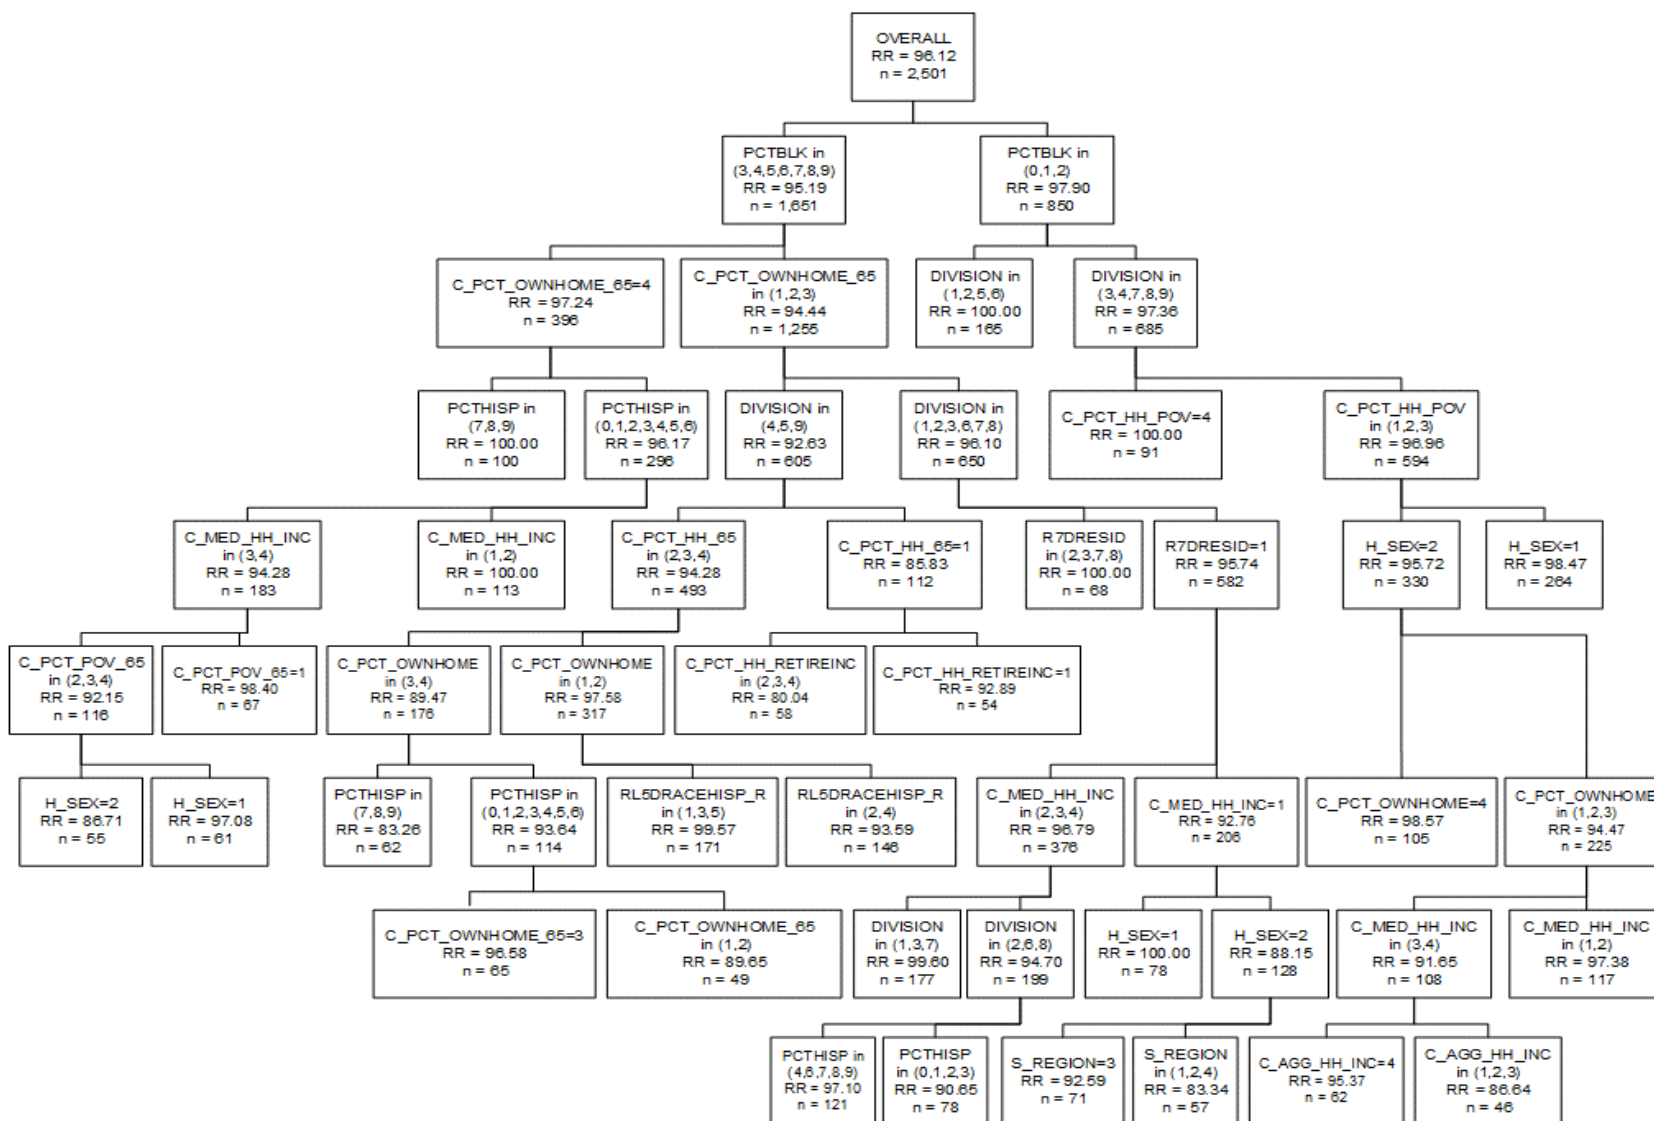 OVERALL
RR = 96.12
n = 2,501
PCTBLK in
(3,4,5,6,7,8,9)
RR = 95.19
n = 1,651
PCTBLK in
(0,1,2)
RR = 97.90
n = 850
C_PCT_OWNHOME_65=4
RR = 97.24
n = 396
C_PCT_OWNHOME_65
in (1,2,3)
RR = 94.44
n = 1,255
DIVISION in
(1,2,5,6)
RR = 100.00
n = 165
DIVISION in
(3,4,7,8,9)
RR = 97.36
n = 685
PCTHISP in
(7,8,9)
RR = 100.00
n = 100
PCTHISP in
(0,1,2,3,4,5,6)
RR = 96.17
n = 296
DIVISION in
(4,5,9)
RR = 92.63
n = 605
DIVISION in
(1,2,3,6,7,8)
RR = 96.10
n = 650
C_PCT_HH_POV=4
RR = 100.00
n = 91
C_PCT_HH_POV
in (1,2,3)
RR = 96.96
n = 594
C_MED_HH_INC
in (3,4)
RR = 94.28
n = 183
C_MED_HH_INC
in (1,2)
RR = 100.00
n = 113
C_PCT_HH_65
in (2,3,4)
RR = 94.28
n = 493
C_PCT_HH_65=1
RR = 85.83
n = 112
R7DRESID
in (2,3,7,8)
RR = 100.00
n = 68
R7DRESID=1
RR = 95.74
n = 582
H_SEX=2
RR = 95.72
n = 330
H_SEX=1
RR = 98.47
n = 264
C_PCT_POV_65
in (2,3,4)
RR = 92.15
n = 116
C_PCT_POV_65=1
RR = 98.40
n = 67
C_PCT_OWNHOME
in (3,4)
RR = 89.47
n = 176
C_PCT_OWNHOME
in (1,2)
RR = 97.58
n = 317
C_PCT_HH_RETIREINC
in (2,3,4)
RR = 80.04
n = 58
C_PCT_HH_RETIREINC=1
RR = 92.89
n = 54
H_SEX=2
RR = 86.71
n = 55
H_SEX=1
RR = 97.08
n = 61
PCTHISP in
(7,8,9)
RR = 83.26
n = 62
PCTHISP in
(0,1,2,3,4,5,6)
RR = 93.64
n = 114
RL5DRACEHISP_R
in (1,3,5)
RR = 99.57
n = 171
RL5DRACEHISP_R
in (2,4)
RR = 93.59
n = 146
C_MED_HH_INC
in (2,3,4)
RR = 96.79
n = 376
C_MED_HH_INC=1
RR = 92.76
n = 206
C_PCT_OWNHOME=4
RR = 98.57
n = 105
C_PCT_OWNHOME
in (1,2,3)
RR = 94.47
n = 225
C_PCT_OWNHOME_65=3
RR = 96.58
n = 65
C_PCT_OWNHOME_65
in (1,2)
RR = 89.65
n = 49
DIVISION
in (1,3,7)
RR = 99.60
n = 177
DIVISION
in (2,6,8)
RR = 94.70
n = 199
H_SEX=1
RR = 100.00
n = 78
H_SEX=2
RR = 88.15
n = 128
C_MED_HH_INC
in (3,4)
RR = 91.65
n = 108
C_MED_HH_INC
in (1,2)
RR = 97.38
n = 117
PCTHISP in
(4,6,7,8,9)
RR = 97.10
n = 121
PCTHISP
in (0,1,2,3)
RR = 90.65
n = 78
S_REGION=3
RR = 92.59
n = 71
S_REGION
in (1,2,4)
RR = 83.34
n = 57
C_AGG_HH_INC=4
RR = 95.37
n = 62
C_AGG_HH_INC
in (1,2,3)
RR = 86.64
n = 46